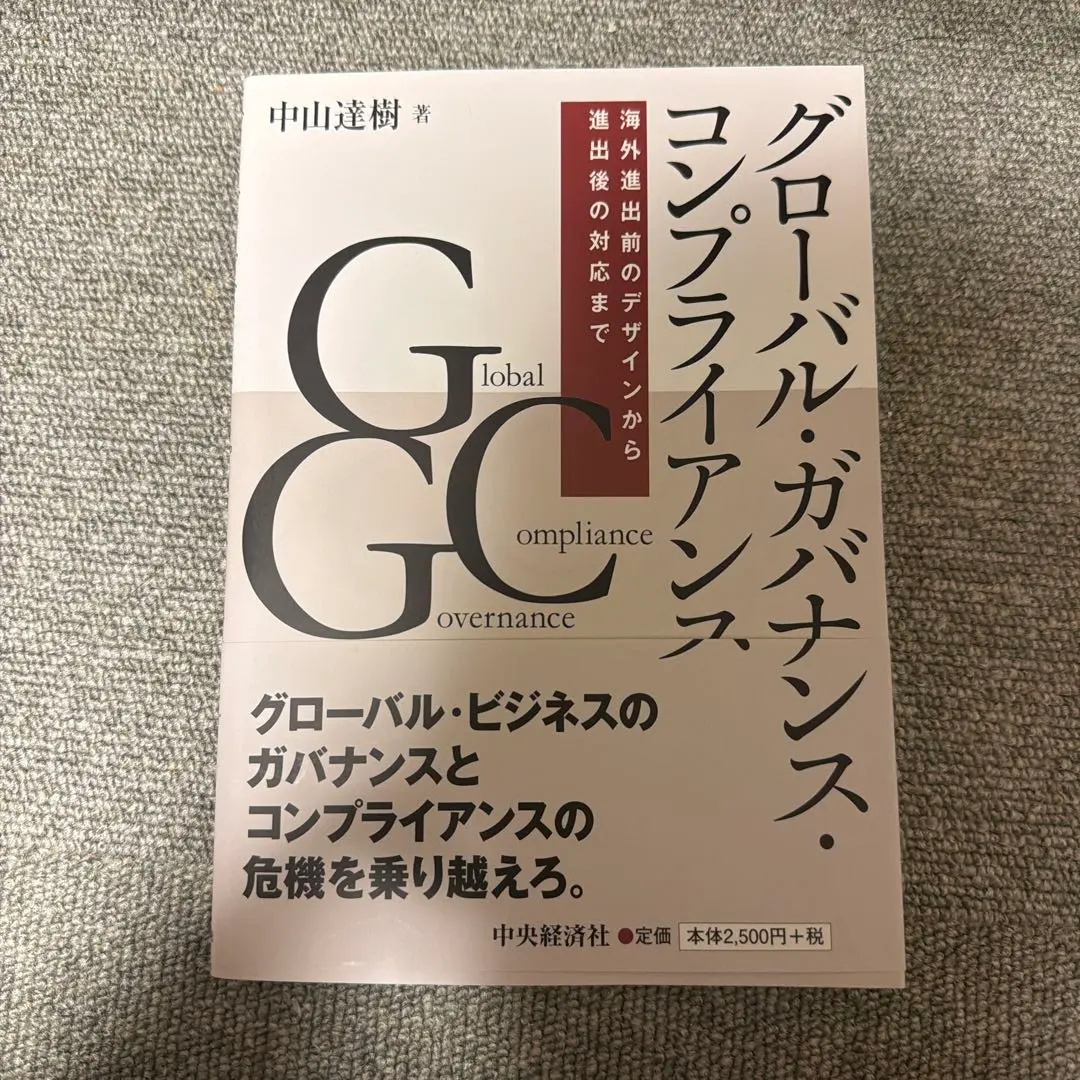 グローバル・ガバナンス・
コンプライアンス
海外進出前のデザインから
進出後の対応まで
中山達樹 著
Global
Compliance
Governance
グローバル・ビジネスの
ガバナンスと
コンプライアンスの
危機を乗り越えろ。
中央経済社 ●定価 本体2,500円+税